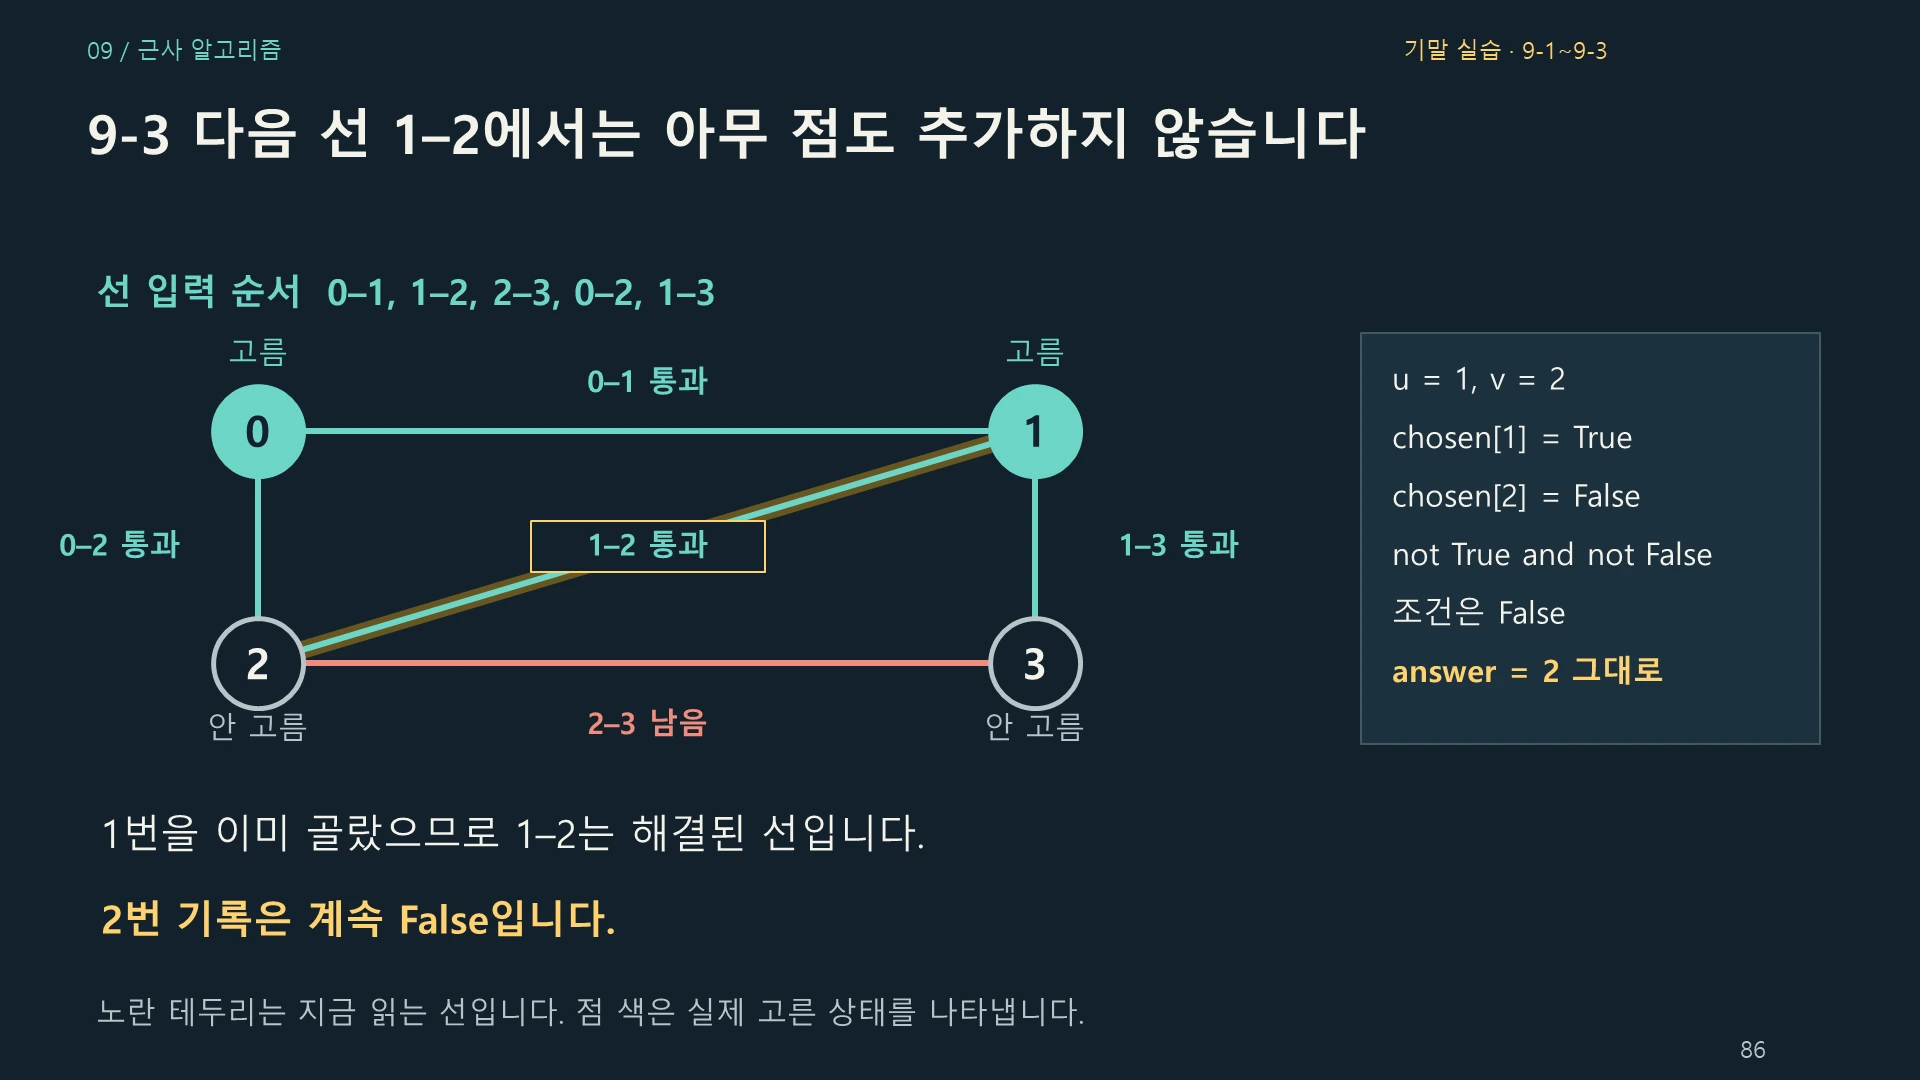 09 / 근사 알고리즘
기말 실습 · 9-1~9-3
9-3 다음 선 1–2에서는 아무 점도 추가하지 않습니다
선 입력 순서 0–1, 1–2, 2–3, 0–2, 1–3
고름
고름
0–1 통과
0
1
0–2 통과
1–2 통과
1–3 통과
2
3
안 고름
2–3 남음
안 고름
u = 1, v = 2
chosen[1] = True
chosen[2] = False
not True and not False
조건은 False
answer = 2 그대로
1번을 이미 골랐으므로 1–2는 해결된 선입니다.
2번 기록은 계속 False입니다.
노란 테두리는 지금 읽는 선입니다. 점 색은 실제 고른 상태를 나타냅니다.
86